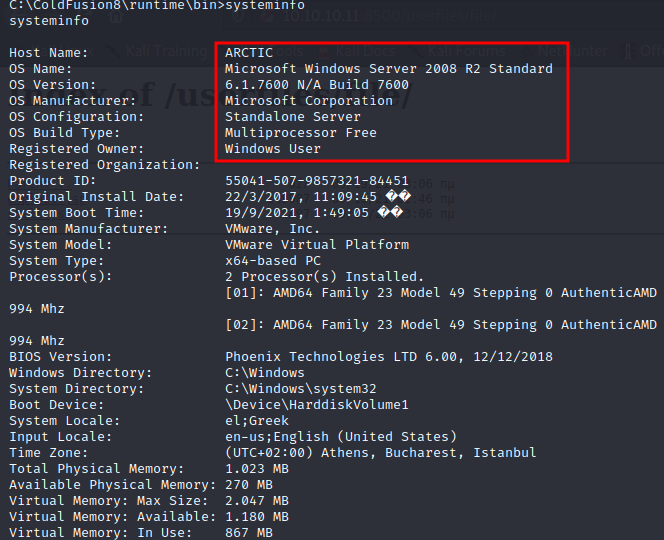 C:\ColdFusion8\runtime\bin>systeminfo
systeminfo
Host Name: ARCTIC
OS Name: Microsoft Windows Server 2008 R2 Standard
OS Version: 6.1.7600 N/A Build 7600
OS Manufacturer: Microsoft Corporation
OS Configuration: Standalone Server
OS Build Type: Multiprocessor Free
Registered Owner: Windows User
Registered Organization:
Product ID: 55041-507-9857321-84451
Original Install Date: 22/3/2017, 11:09:45 ��
System Boot Time: 19/9/2021, 1:49:05 ��
System Manufacturer: VMware, Inc.
System Model: VMware Virtual Platform
System Type: x64-based PC
Processor(s): 2 Processor(s) Installed.
[01]: AMD64 Family 23 Model 49 Stepping 0 AuthenticAMD
994 Mhz
[02]: AMD64 Family 23 Model 49 Stepping 0 AuthenticAMD
994 Mhz
BIOS Version: Phoenix Technologies LTD 6.00, 12/12/2018
Windows Directory: C:\Windows
System Directory: C:\Windows\system32
Boot Device: \Device\HarddiskVolume1
System Locale: el;Greek
Input Locale: en-us;English (United States)
Time Zone: (UTC+02:00) Athens, Bucharest, Istanbul
Total Physical Memory: 1.023 MB
Available Physical Memory: 270 MB
Virtual Memory: Max Size: 2.047 MB
Virtual Memory: Available: 1.180 MB
Virtual Memory: In Use: 867 MB